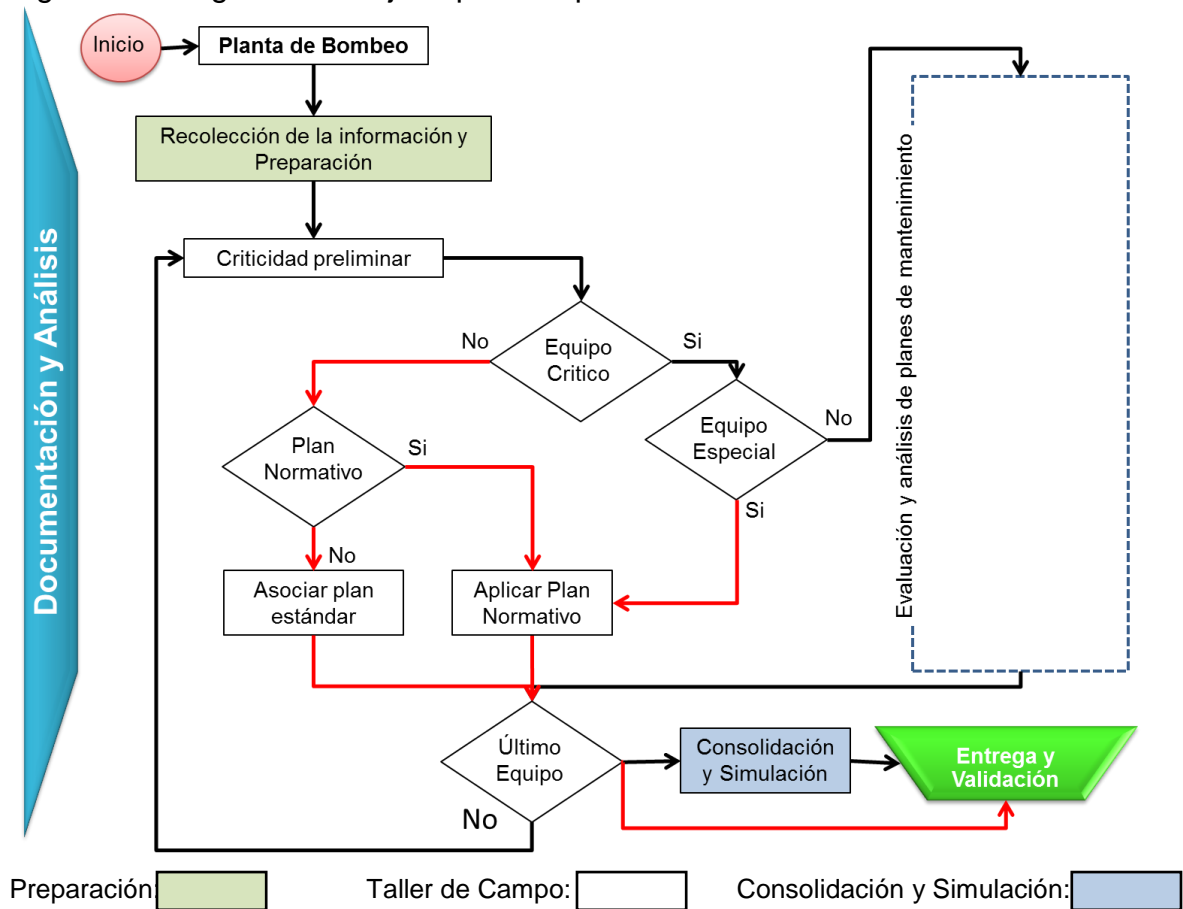 Inicio
Planta de Bombeo
Recolección de la información y
Preparación
Criticidad preliminar
Documentación y Análisis
No
Equipo
Critico
Si
Plan
Normativo
Si
Equipo
Especial
No
Si
No
Asociar plan
estándar
Aplicar Plan
Normativo
Evaluación y análisis de planes de mantenimiento
Último
Equipo
No
Consolidación
y Simulación
Entrega y
Validación
Preparación:
Taller de Campo:
Consolidación y Simulación: